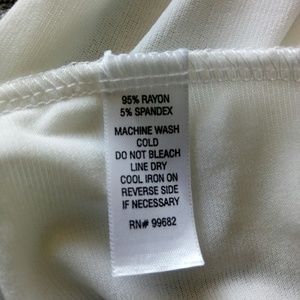 95% RAYON
5% SPANDEX
MACHINE WASH
COLD
DO NOT BLEACH
LINE DRY
COOL IRON ON
REVERSE SIDE
IF NECESSARY
RN# 99682